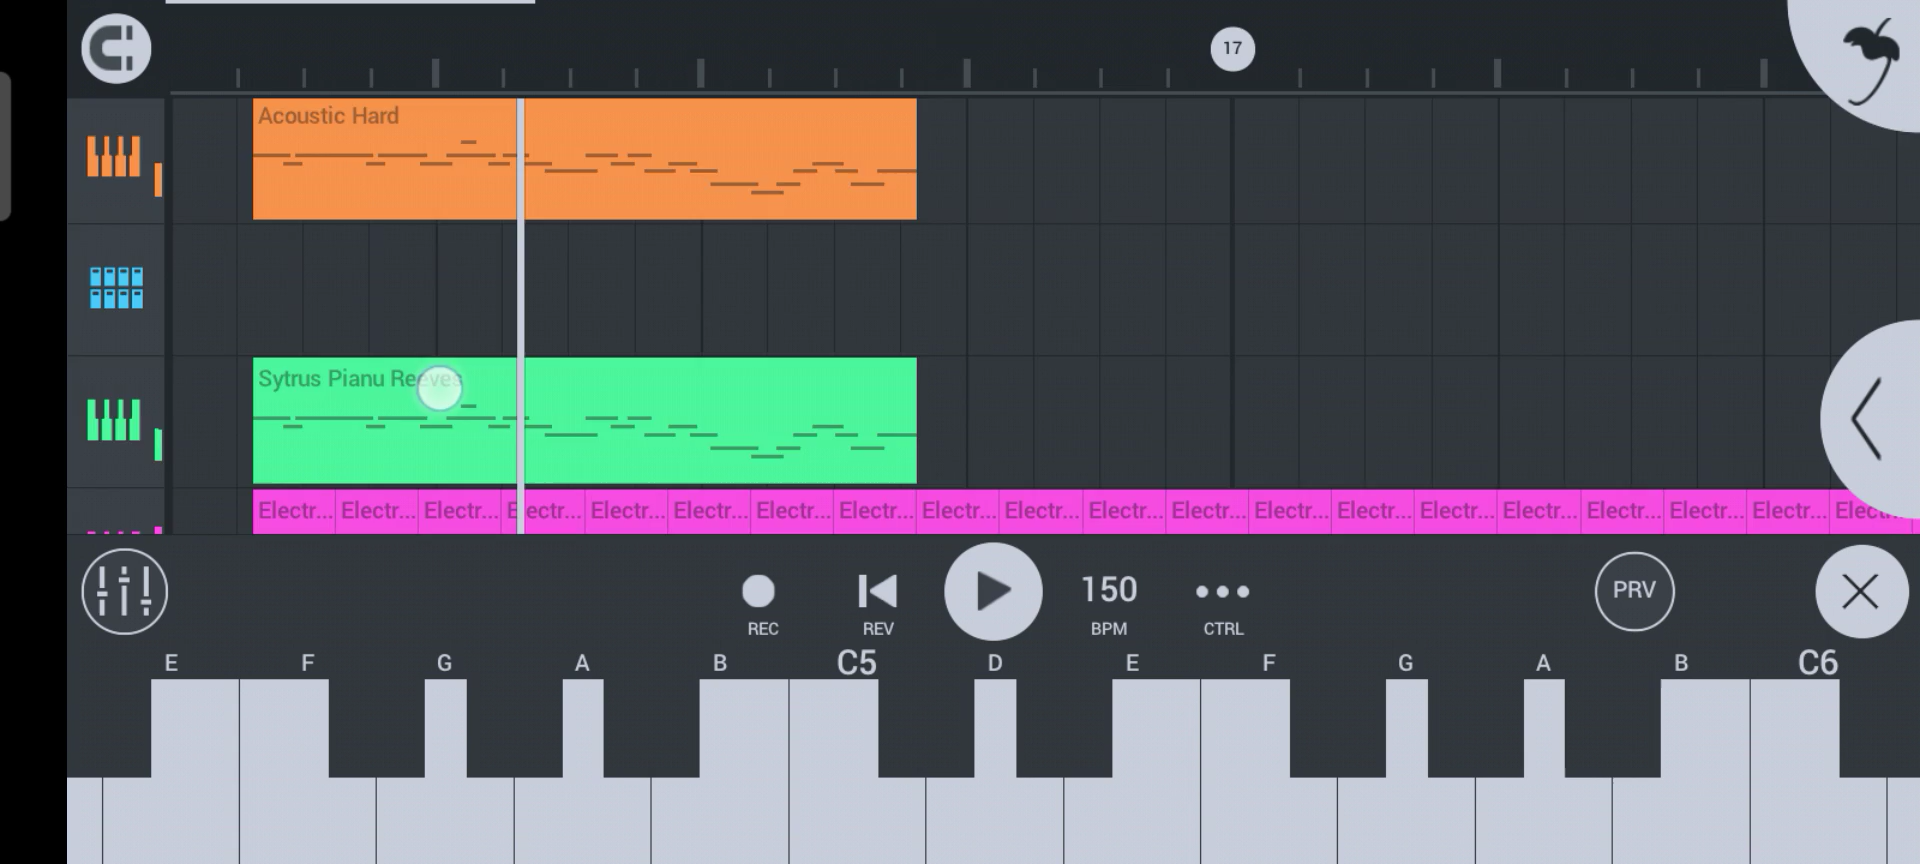 17
Acoustic Hard
Sytrus Pianu Reeves
Electr... Electr... Electr... Electr... Electr... Electr... Electr... Electr... Electr... Electr... Electr... Electr... Electr... Electr... Electr... Electr... Electr... Electr... Electr... Electr...
150
PRV
REC REV BPM CTRL
E F G A B C5 D E F G A B C6